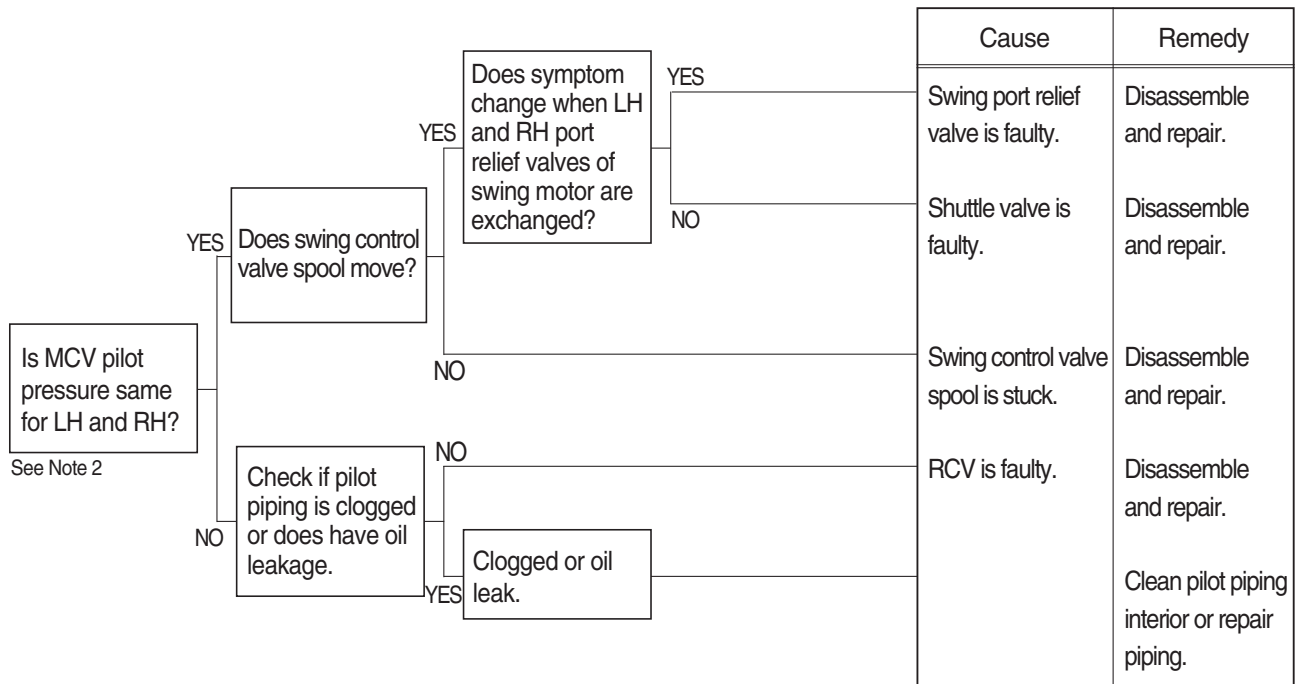 Is MCV pilot
pressure same
for LH and RH?
See Note 2
YES
Does swing control
valve spool move?
YES
Does symptom
change when LH
and RH port
relief valves of
swing motor are
exchanged?
YES
NO
NO
NO
Check if pilot
piping is clogged
or does have oil
leakage.
NO
YES
Clogged or oil
leak.
Cause
Remedy
Swing port relief
valve is faulty.
Disassemble
and repair.
Shuttle valve is
faulty.
Disassemble
and repair.
Swing control valve
spool is stuck.
Disassemble
and repair.
RCV is faulty.
Disassemble
and repair.
Clean pilot piping
interior or repair
piping.